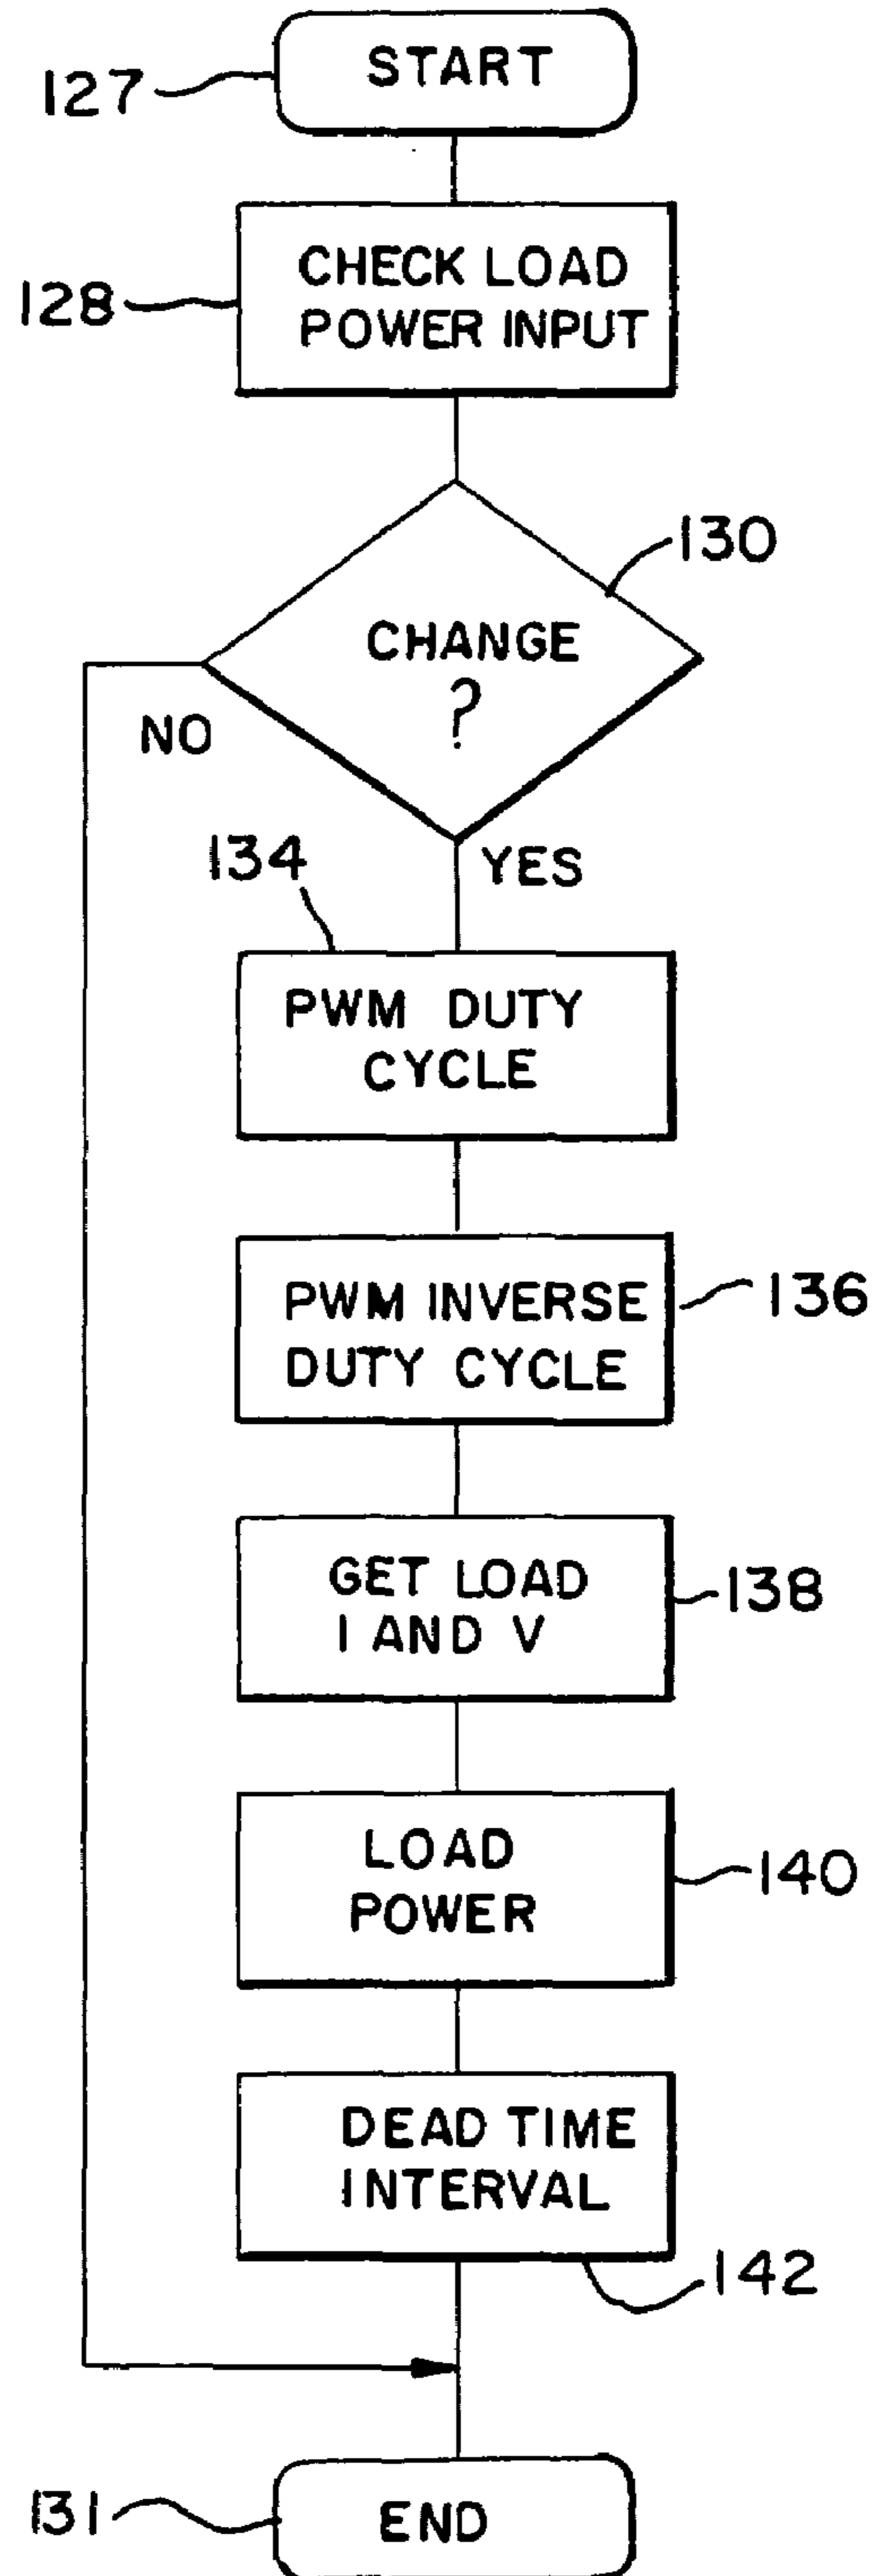 START
127
CHECK LOAD
POWER INPUT
128
130
CHANGE
?
NO
YES
134
PWM DUTY
CYCLE
PWM INVERSE
DUTY CYCLE
136
GET LOAD
I AND V
138
LOAD
POWER
140
DEAD TIME
INTERVAL
142
131
END